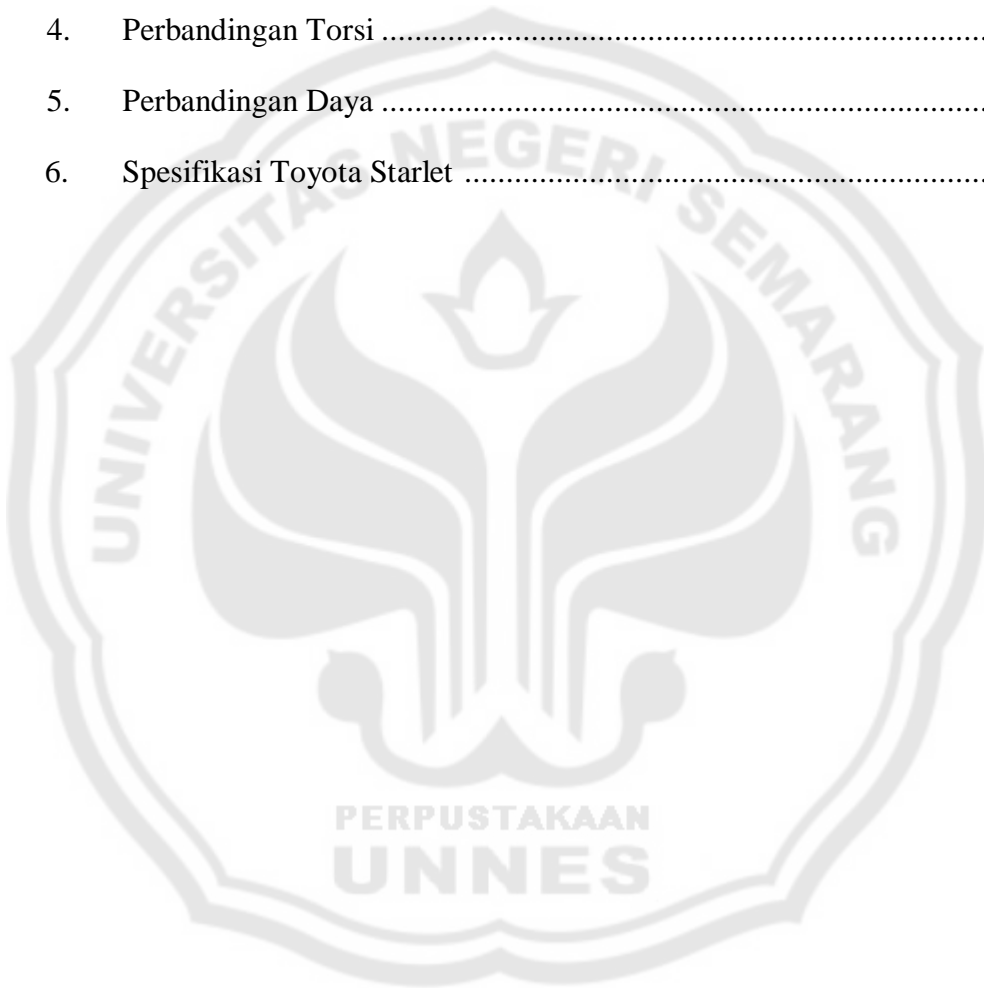 4. Perbandingan Torsi ..........................................................................
5. Perbandingan Daya ..........................................................................
6. Spesifikasi Toyota Starlet ...............................................................
UNIVERSITAS NEGERI SEMARANG
PERPUSTAKAAN
UNNES